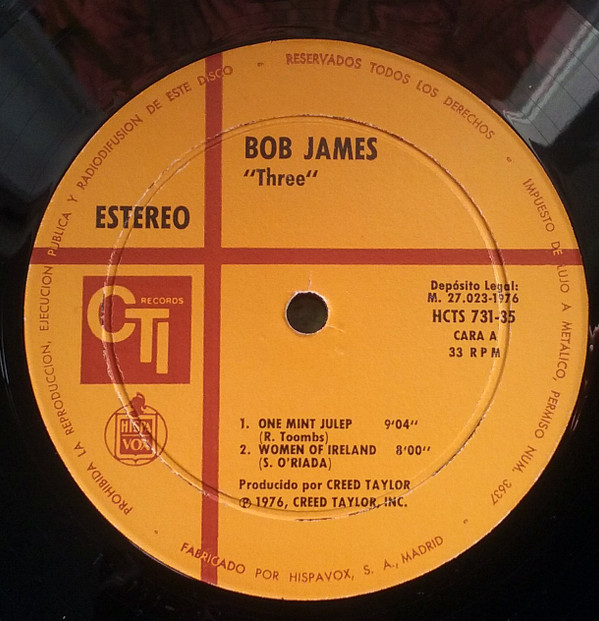 RESERVADOS TODOS LOS DERECHOS - IMPUESTO DE LUJO A METALICO, PERMISO NUM. 3637 -
FABRICADO POR HISPAVOX, S. A., MADRID
- PROHIBIDA LA REPRODUCCION, EJECUCION PUBLICA Y RADIODIFUSION DE ESTE DISCO -
BOB JAMES
“Three“
ESTEREO
CTI RECORDS
Depósito Legal:
M. 27.023-1976
HCTS 731-35
CARA A
33 RPM
HISPA
VOX
1. ONE MINT JULEP 9'04"
(R. Toombs)
2. WOMEN OF IRELAND 8'00"
(S. O'RIADA)
Producido por CREED TAYLOR
℗ 1976, CREED TAYLOR, INC.